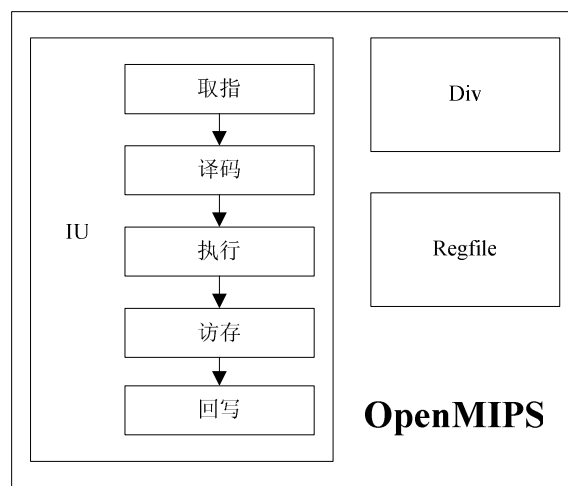 取指
译码
IU
执行
访存
回写
Div
Regfile
OpenMIPS